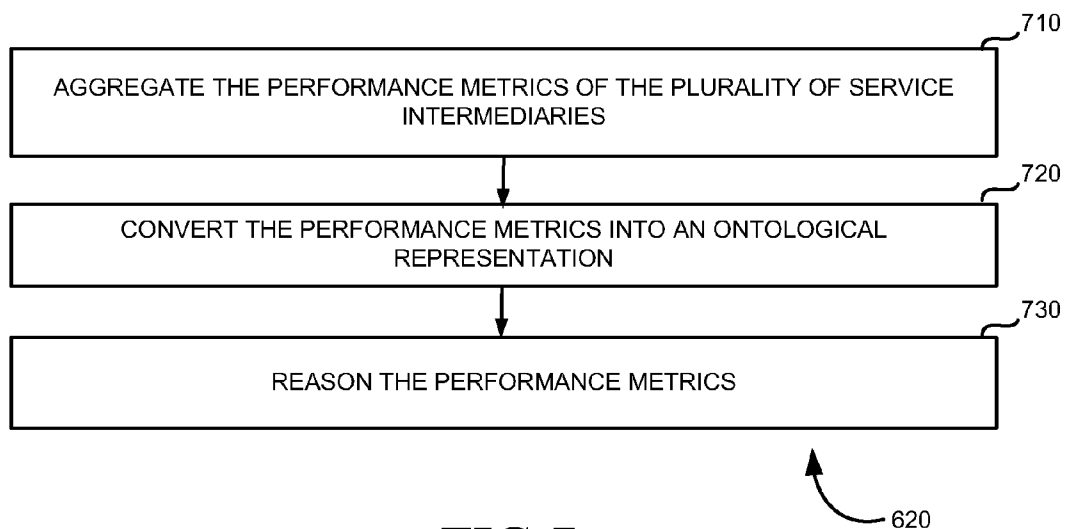 710
AGGREGATE THE PERFORMANCE METRICS OF THE PLURALITY OF SERVICE
INTERMEDIARIES
720
CONVERT THE PERFORMANCE METRICS INTO AN ONTOLOGICAL
REPRESENTATION
730
REASON THE PERFORMANCE METRICS
620